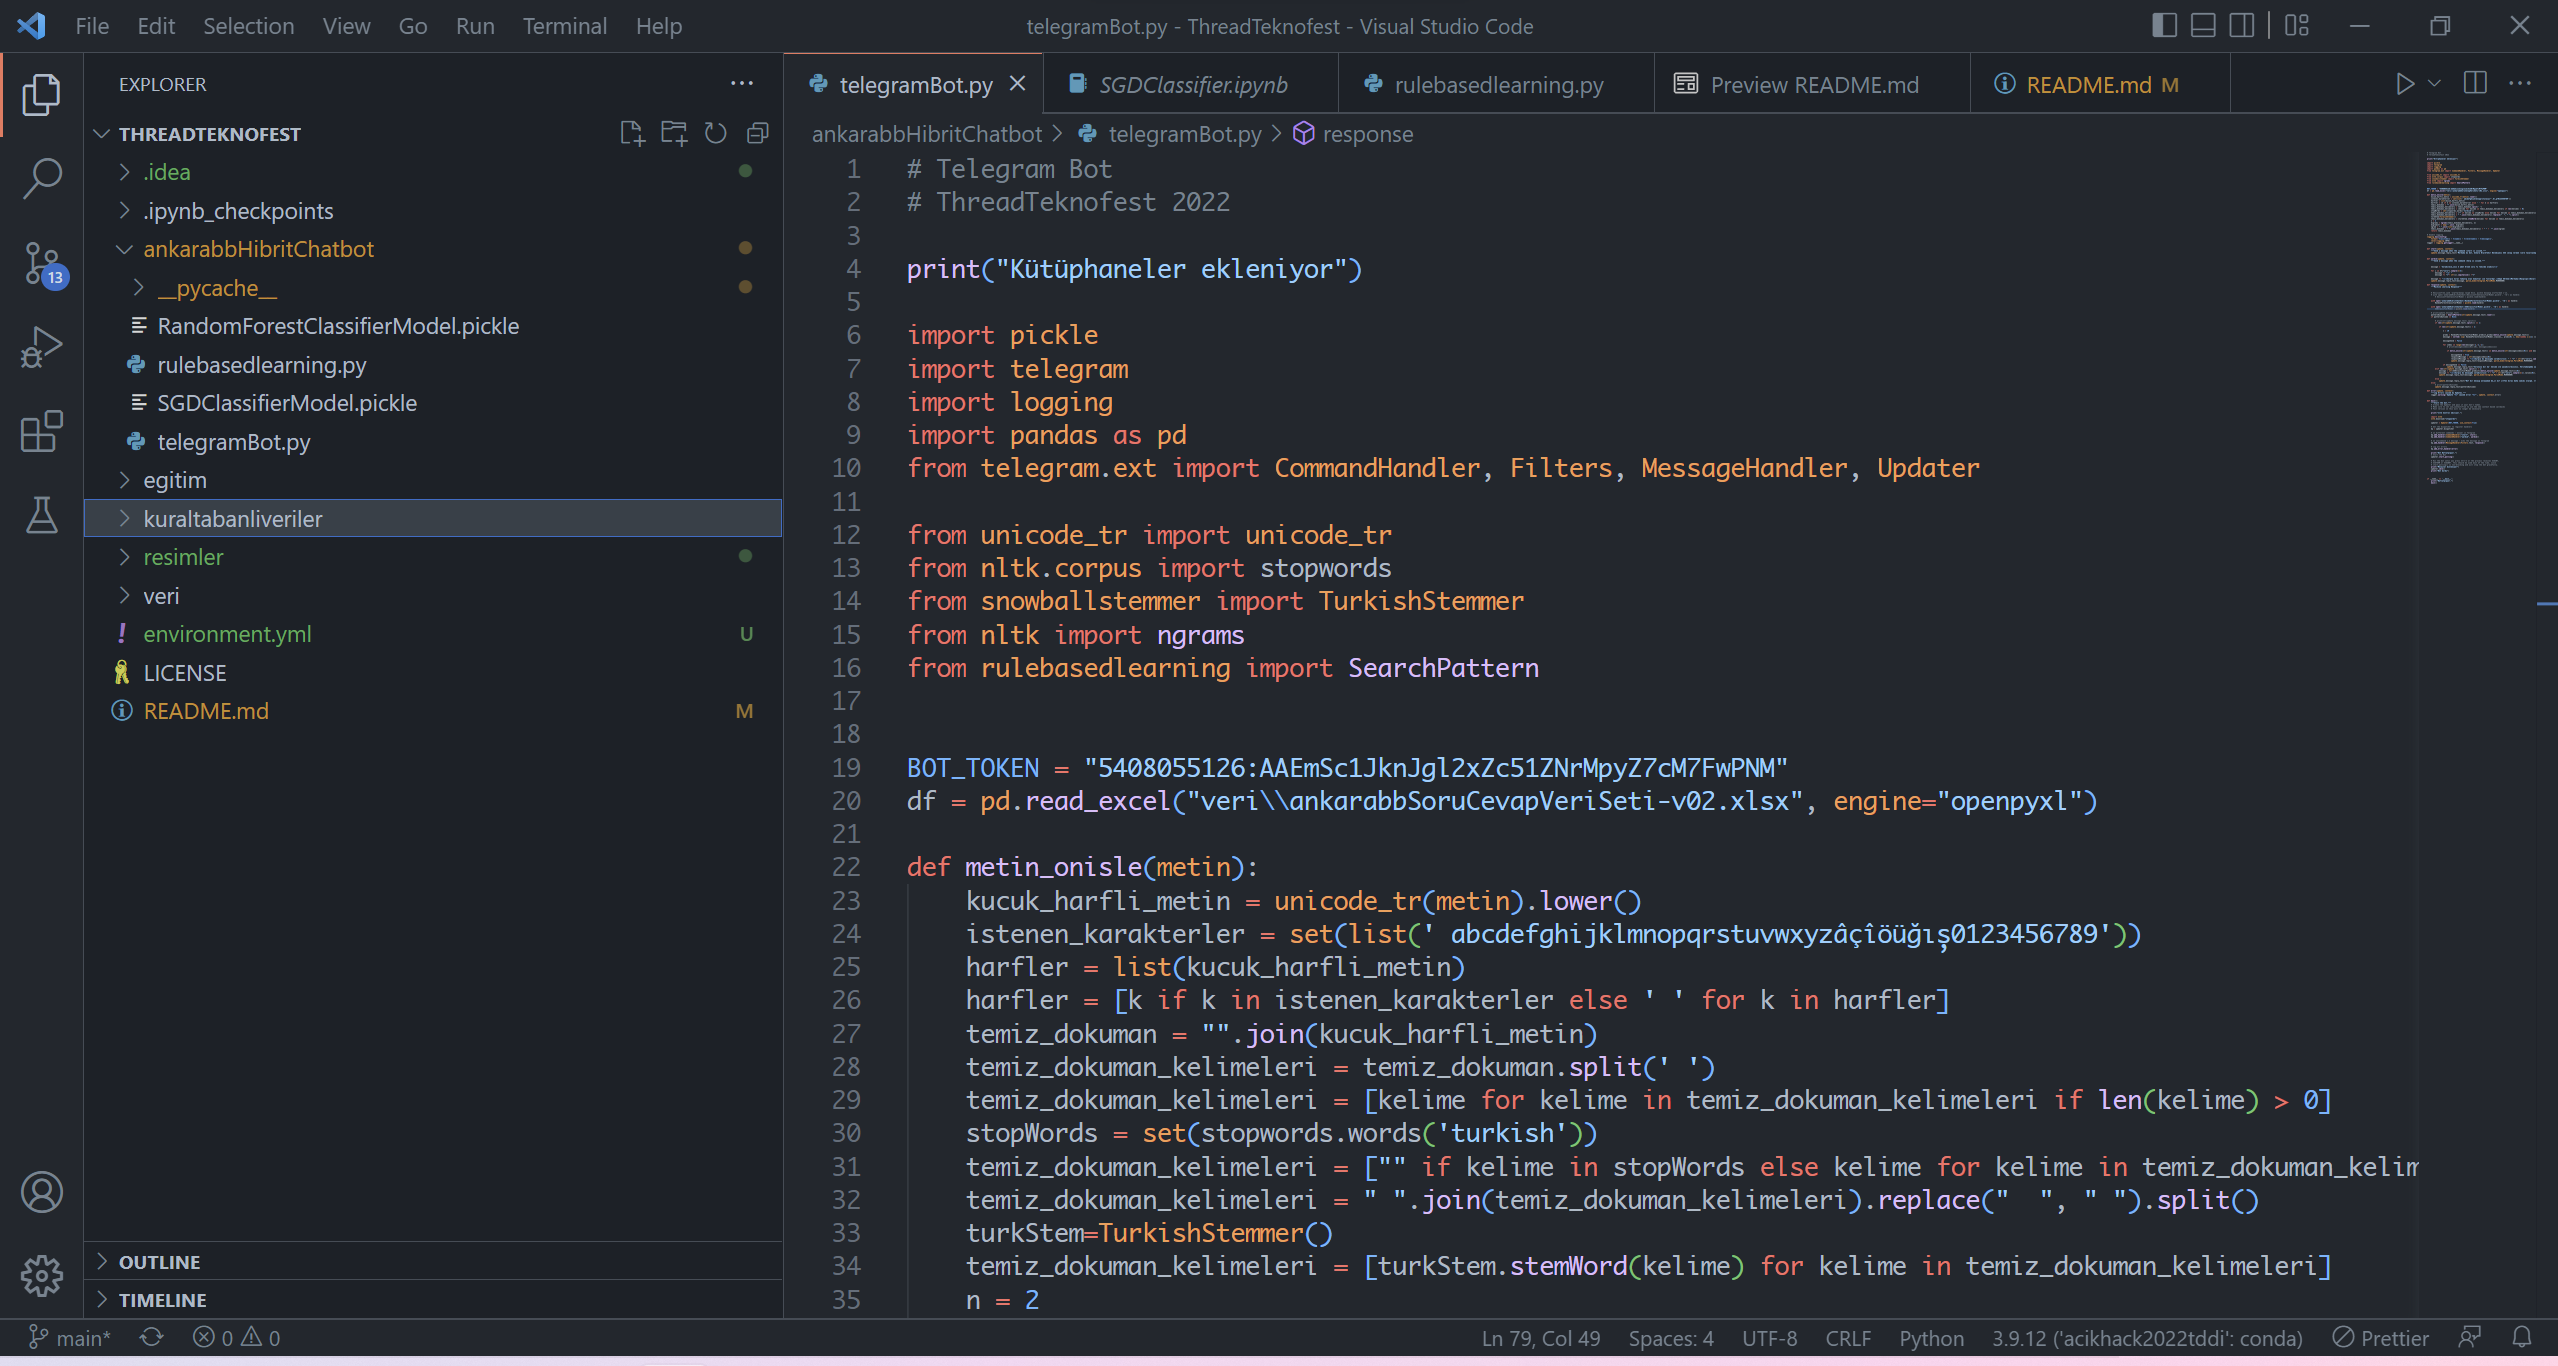 File Edit Selection View Go Run Terminal Help
telegramBot.py - ThreadTeknofest - Visual Studio Code
EXPLORER
THREADTEKNOFEST
.idea
.ipynb_checkpoints
ankarabbHibritChatbot
__pycache__
RandomForestClassifierModel.pickle
rulebasedlearning.py
SGDClassifierModel.pickle
telegramBot.py
egitim
kuraltabanliveriler
resimler
veri
environment.yml U
LICENSE
README.md M
OUTLINE
TIMELINE
13
telegramBot.py SGDClassifier.ipynb rulebasedlearning.py Preview README.md README.md M
ankarabbHibritChatbot > telegramBot.py > response
1 # Telegram Bot
2 # ThreadTeknofest 2022
3
4 print("Kütüphaneler ekleniyor")
5
6 import pickle
7 import telegram
8 import logging
9 import pandas as pd
10 from telegram.ext import CommandHandler, Filters, MessageHandler, Updater
11
12 from unicode_tr import unicode_tr
13 from nltk.corpus import stopwords
14 from snowballstemmer import TurkishStemmer
15 from nltk import ngrams
16 from rulebasedlearning import SearchPattern
17
18
19 BOT_TOKEN = "5408055126:AAEmSc1JknJgl2xZc51ZNrMpyZ7cM7FwPNM"
20 df = pd.read_excel("veri\\ankarabbSoruCevapVeriSeti-v02.xlsx", engine="openpyxl")
21
22 def metin_onisle(metin):
23 kucuk_harfli_metin = unicode_tr(metin).lower()
24 istenen_karakterler = set(list(' abcdefghijklmnopqrstuvwxyzâçîöüğış0123456789'))
25 harfler = list(kucuk_harfli_metin)
26 harfler = [k if k in istenen_karakterler else ' ' for k in harfler]
27 temiz_dokuman = "".join(kucuk_harfli_metin)
28 temiz_dokuman_kelimeleri = temiz_dokuman.split(' ')
29 temiz_dokuman_kelimeleri = [kelime for kelime in temiz_dokuman_kelimeleri if len(kelime) > 0]
30 stopWords = set(stopwords.words('turkish'))
31 temiz_dokuman_kelimeleri = ["" if kelime in stopWords else kelime for kelime in temiz_dokuman_kelim
32 temiz_dokuman_kelimeleri = " ".join(temiz_dokuman_kelimeleri).replace("  ", " ").split()
33 turkStem=TurkishStemmer()
34 temiz_dokuman_kelimeleri = [turkStem.stemWord(kelime) for kelime in temiz_dokuman_kelimeleri]
35 n = 2
main* 0 0 Ln 79, Col 49 Spaces: 4 UTF-8 CRLF Python 3.9.12 ('acikhack2022tddi': conda) Prettier